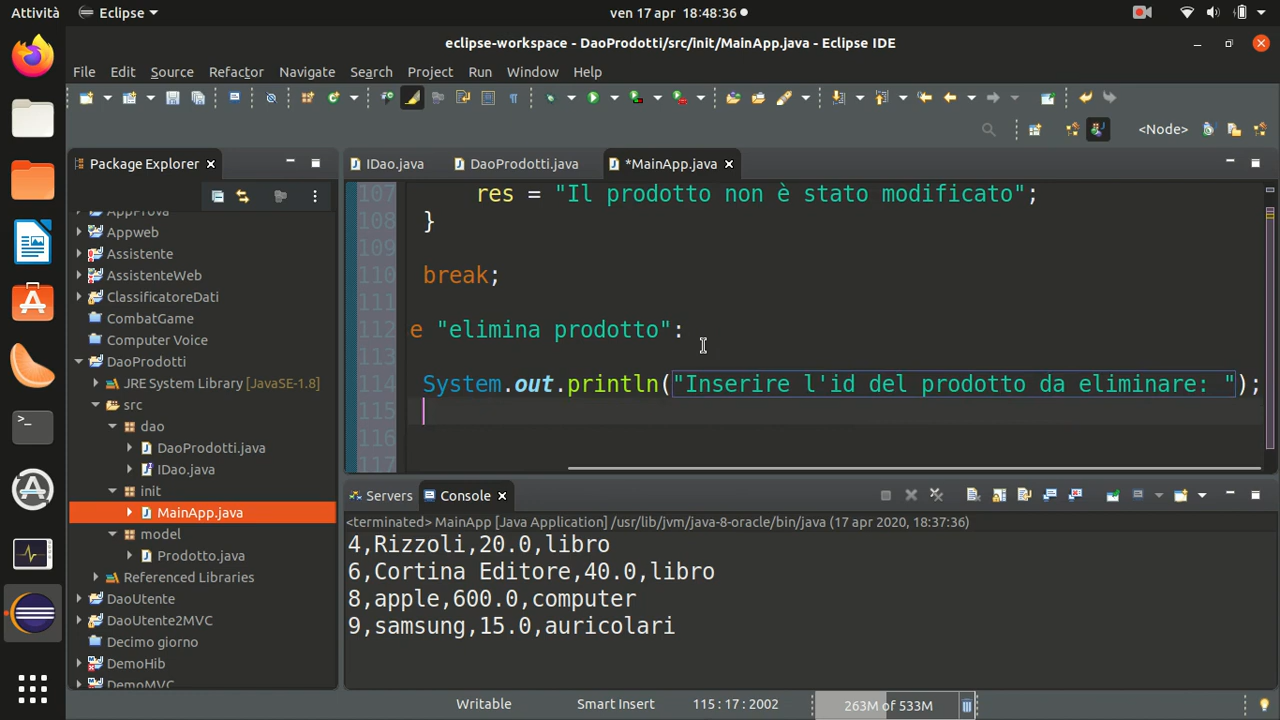 Attività
Eclipse
ven 17 apr 18:48:36
eclipse-workspace - DaoProdotti/src/init/MainApp.java - Eclipse IDE
File Edit Source Refactor Navigate Search Project Run Window Help
<Node>
Package Explorer
IDao.java
DaoProdotti.java
*MainApp.java
Appweb
Assistente
AssistenteWeb
ClassificatoreDati
CombatGame
Computer Voice
DaoProdotti
JRE System Library [JavaSE-1.8]
src
dao
DaoProdotti.java
IDao.java
init
MainApp.java
model
Prodotto.java
Referenced Libraries
DaoUtente
DaoUtente2MVC
Decimo giorno
DemoHib
DemoMVC
107 res = "Il prodotto non è stato modificato";
108 }
109
110 break;
111
112 e "elimina prodotto":
113
114 System.out.println("Inserire l'id del prodotto da eliminare: ");
115
116
117
Servers
Console
<terminated> MainApp [Java Application] /usr/lib/jvm/java-8-oracle/bin/java (17 apr 2020, 18:37:36)
4,Rizzoli,20.0,libro
6,Cortina Editore,40.0,libro
8,apple,600.0,computer
9,samsung,15.0,auricolari
Writable
Smart Insert
115:17:2002
263M of 533M